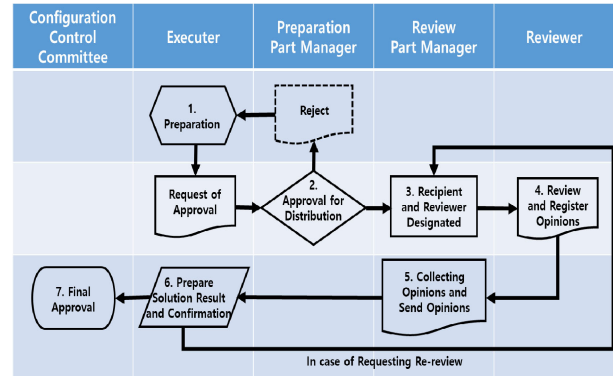 Configuration
Control
Committee
Executer
Preparation
Part Manager
Review
Part Manager
Reviewer
1.
Preparation
Reject
Request of
Approval
2.
Approval for
Distribution
3. Recipient
and Reviewer
Designated
4. Review
and Register
Opinions
7. Final
Approval
6. Prepare
Solution Result
and Confirmation
5. Collecting
Opinions and
Send Opinions
In case of Requesting Re-review